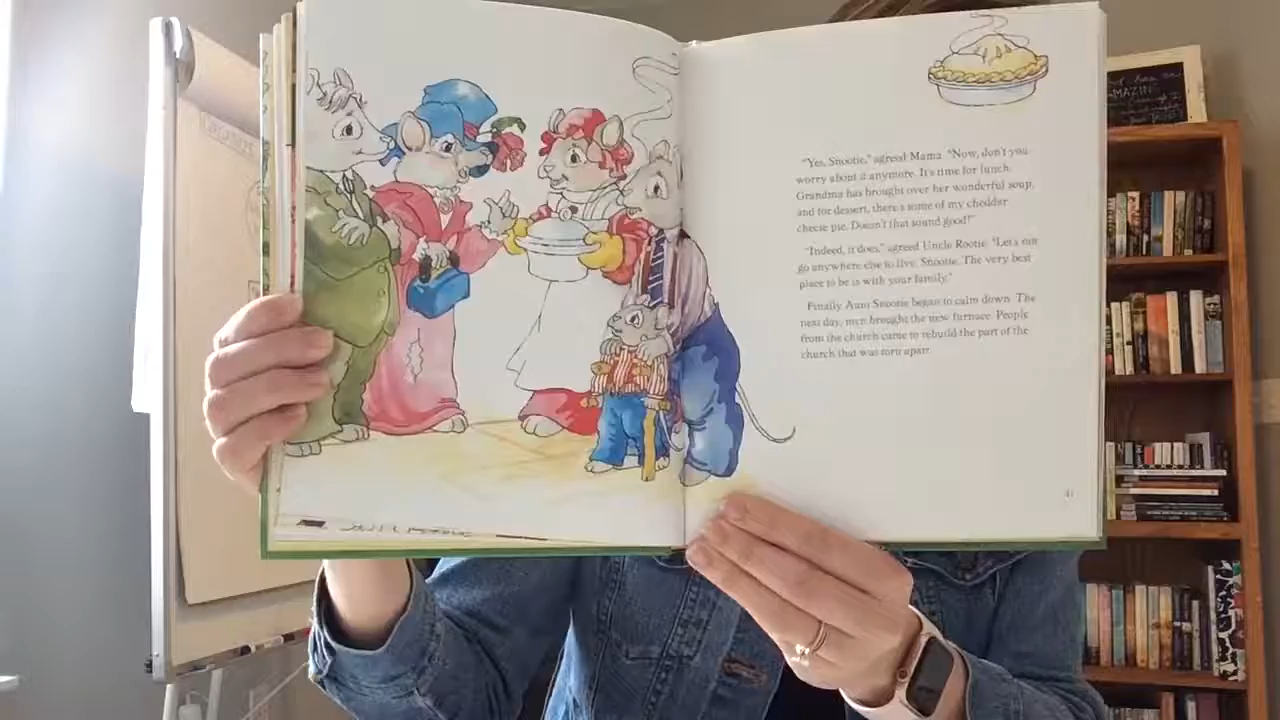 "Yes, Snootie," agreed Mama. "Now, don't you
worry about it anymore. It's time for lunch.
Grandma has brought over her wonderful soup,
and for dessert, there's some of my cheddar
cheese pie. Doesn't that sound good?"
"Indeed, it does," agreed Uncle Rootie. "Let's not
go anywhere else to live, Snootie. The very best
place to be is with your family."
Finally Aunt Snootie began to calm down. The
next day, men brought the new furnace. People
from the church came to rebuild the part of the
church that was torn apart.
41
AMAZIN